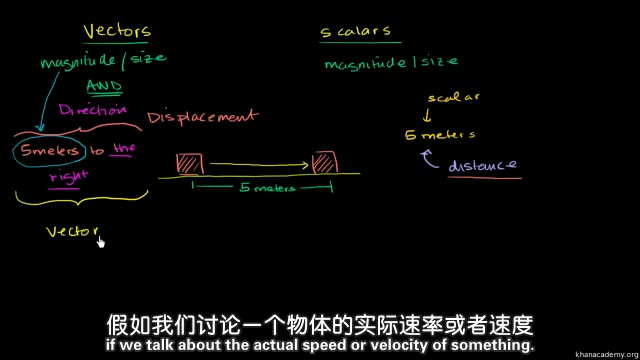 Vectors
magnitude/size
AND
Direction
Displacement
5meters to the
right
vector
5 meters
scalars
magnitude/size
scalar
5 meters
distance
假如我们讨论一个物体的实际速率或者速度
if we talk about the actual speed or velocity of something.
khanacademy.org